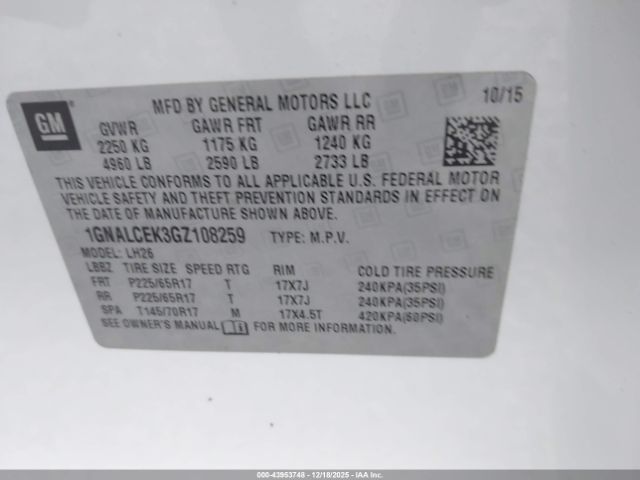 GM
MFD BY GENERAL MOTORS LLC 10/15
GVWR GAWR FRT GAWR RR
2250 KG 1175 KG 1240 KG
4960 LB 2590 LB 2733 LB
THIS VEHICLE CONFORMS TO ALL APPLICABLE U.S. FEDERAL MOTOR
VEHICLE SAFETY AND THEFT PREVENTION STANDARDS IN EFFECT ON
THE DATE OF MANUFACTURE SHOWN ABOVE.
1GNALCEK3GZ108259 TYPE: M.P.V.
MODEL: LH26
LBBZ TIRE SIZE SPEED RTG RIM COLD TIRE PRESSURE
FRT P225/65R17 T 17X7J 240KPA(35PSI)
RR P225/65R17 T 17X7J 240KPA(35PSI)
SPA T145/70R17 M 17X4.5T 420KPA(60PSI)
SEE OWNER'S MANUAL FOR MORE INFORMATION.
000-43953748 - 12/18/2025 - IAAI.COM